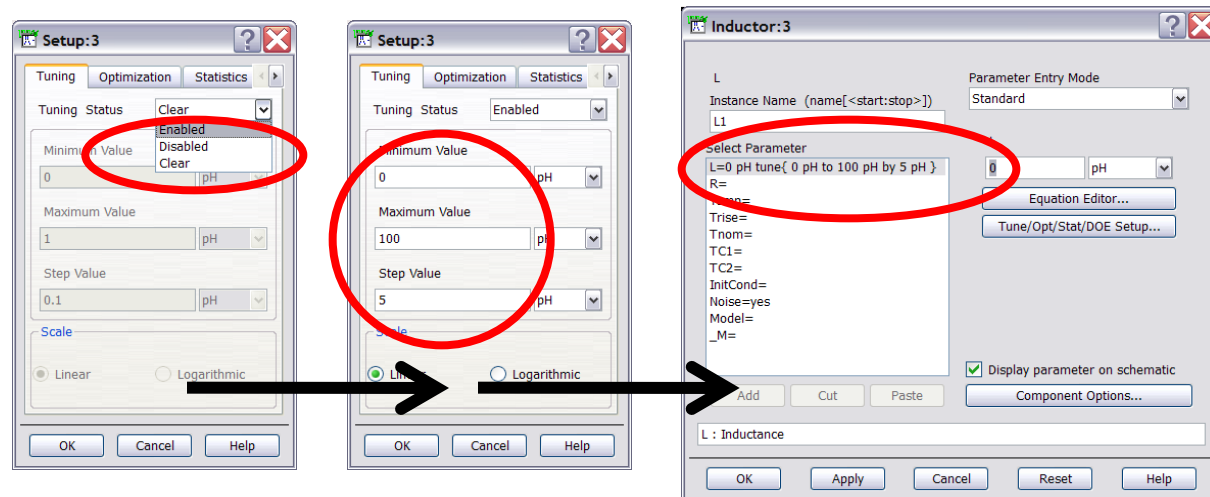 Setup:3
Tuning Optimization Statistics
Tuning Status Clear
Enabled
Disabled
Clear
Minimum Value
0 pH
Maximum Value
1 pH
Step Value
0.1 pH
Scale
Linear Logarithmic
OK Cancel Help
Setup:3
Tuning Optimization Statistics
Tuning Status Enabled
Minimum Value
0 pH
Maximum Value
100 pH
Step Value
5 pH
Scale
Linear Logarithmic
OK Cancel Help
Inductor:3
L
Instance Name (name[<start:stop>])
L1
Select Parameter
L=0 pH tune{ 0 pH to 100 pH by 5 pH }
R=
Temp=
Trise=
Tnom=
TC1=
TC2=
InitCond=
Noise=yes
Model=
_M=
Add Cut Paste
Parameter Entry Mode
Standard
0 pH
Equation Editor...
Tune/Opt/Stat/DOE Setup...
Display parameter on schematic
Component Options...
L : Inductance
OK Apply Cancel Reset Help